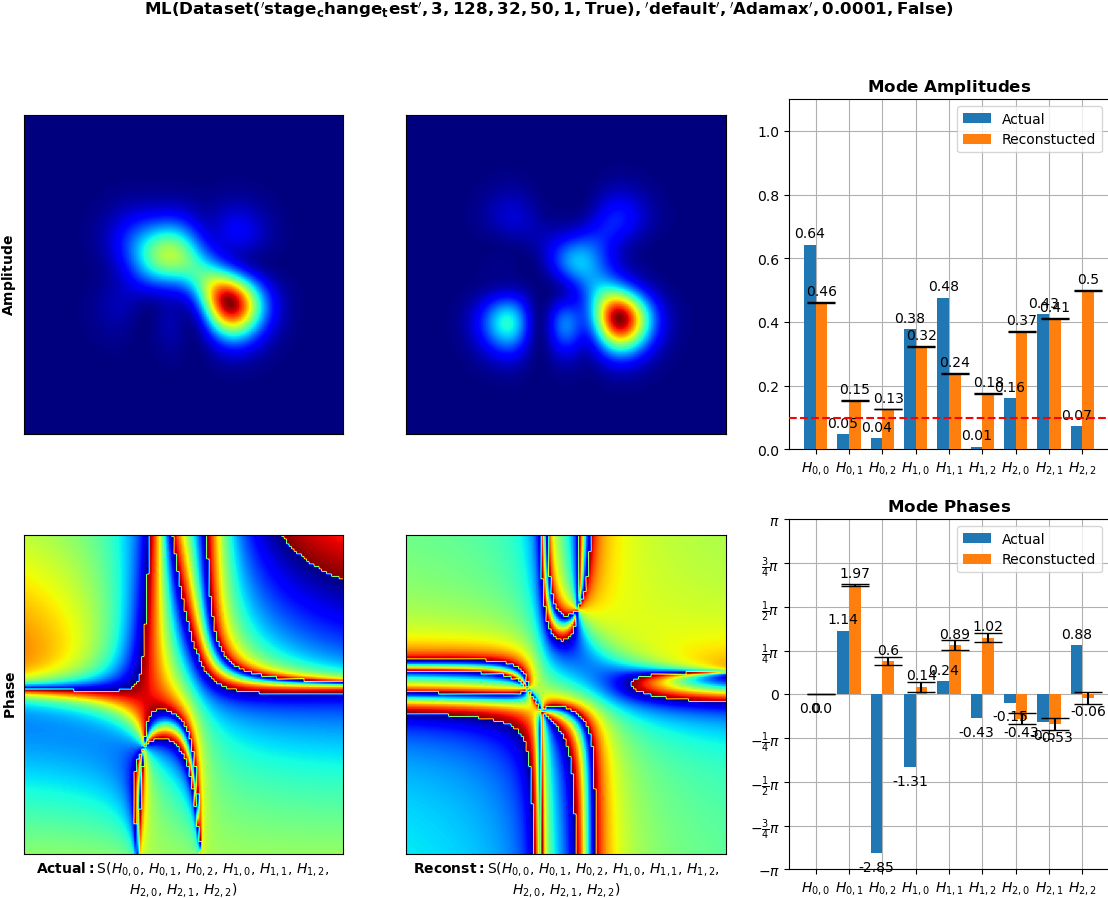 ML(Dataset('stage_change_test', 3, 128, 32, 50, 1, True),'default','Adamax', 0.0001, False)
Mode Amplitudes
Amplitude
1.0
0.8
0.6
0.4
0.2
0.0
Actual
Reconstucted
0.64
0.46
0.05
0.15
0.04
0.13
0.38
0.32
0.48
0.24
0.01
0.18
0.16
0.37
0.43
0.41
0.07
0.5
H0,0 H0,1 H0,2 H1,0 H1,1 H1,2 H2,0 H2,1 H2,2
Mode Phases
Phase
π
3/4π
1/2π
1/4π
0
−1/4π
−1/2π
−3/4π
−π
Actual
Reconstucted
0.0
0.0
1.14
1.97
-2.85
0.6
-1.31
0.14
0.24
0.89
-0.43
1.02
-0.15
-0.43
-0.53
0.88
-0.06
H0,0 H0,1 H0,2 H1,0 H1,1 H1,2 H2,0 H2,1 H2,2
Actual: S(H0,0, H0,1, H0,2, H1,0, H1,1, H1,2,
H2,0, H2,1, H2,2)
Reconst: S(H0,0, H0,1, H0,2, H1,0, H1,1, H1,2,
H2,0, H2,1, H2,2)